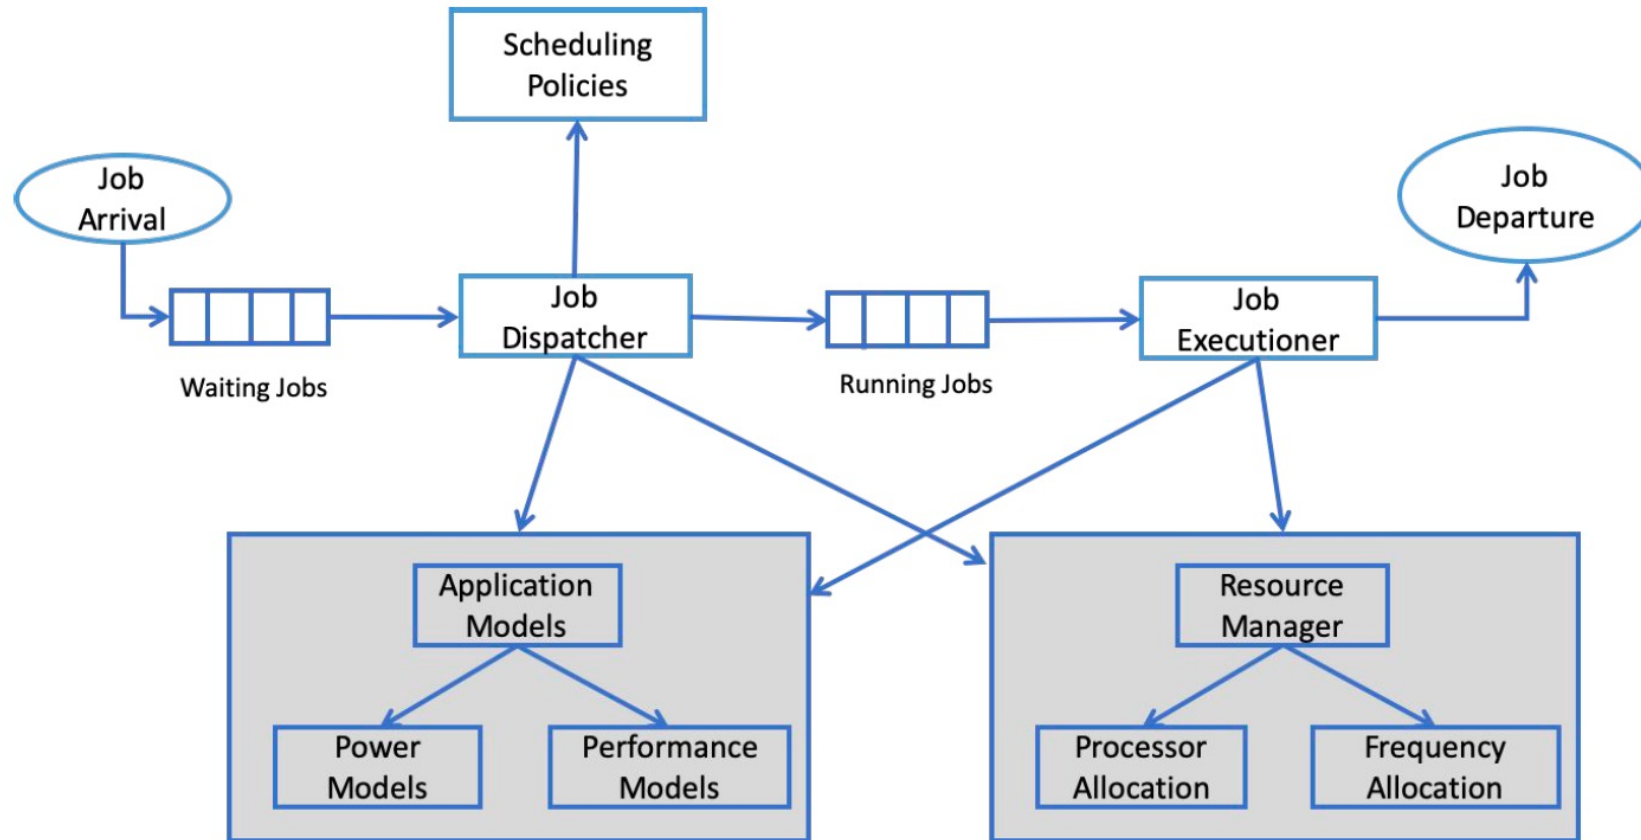 Scheduling
Policies
Job
Arrival
Job
Departure
Job
Dispatcher
Job
Executioner
Waiting Jobs
Running Jobs
Application
Models
Power
Models
Performance
Models
Resource
Manager
Processor
Allocation
Frequency
Allocation